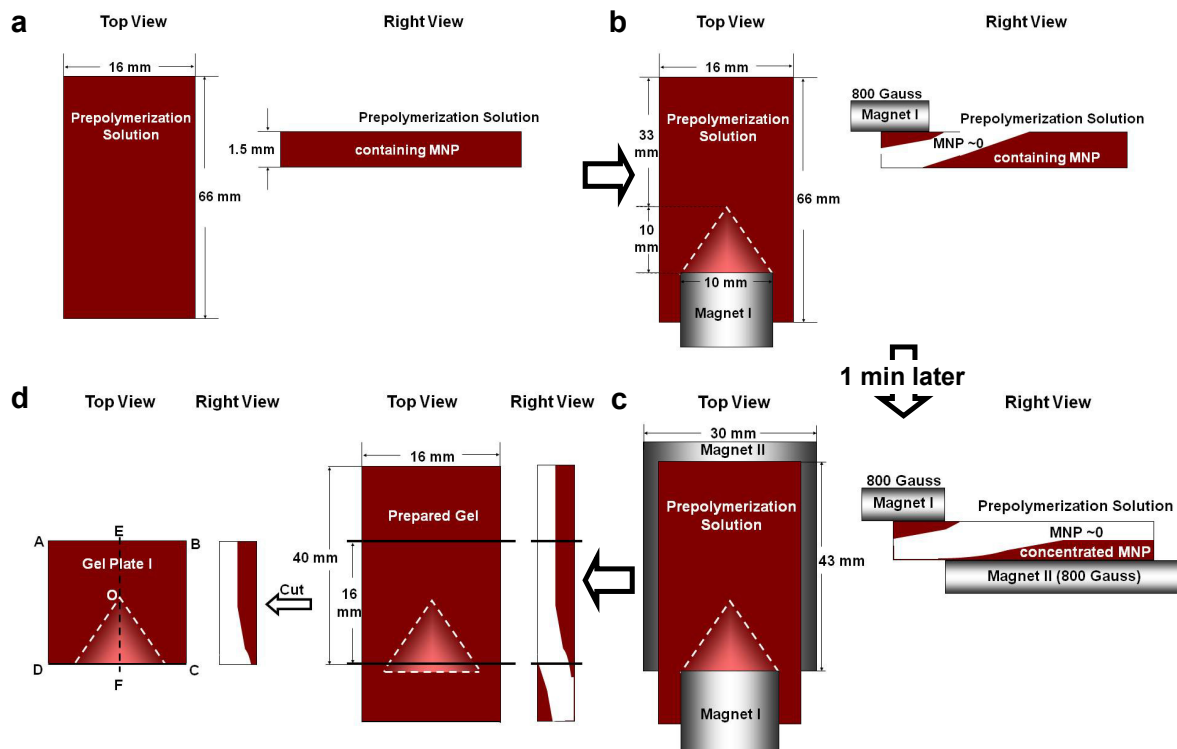 a
Top View
Right View
16 mm
Prepolymerization
Solution
66 mm
Prepolymerization Solution
1.5 mm
containing MNP
b
Top View
Right View
16 mm
Prepolymerization
Solution
33
mm
10
mm
66 mm
10 mm
Magnet I
800 Gauss
Magnet I
Prepolymerization Solution
MNP ~0
containing MNP
1 min later
c
Top View
Right View
30 mm
Magnet II
Prepolymerization
Solution
43 mm
Magnet I
800 Gauss
Magnet I
Prepolymerization Solution
MNP ~0
concentrated MNP
Magnet II (800 Gauss)
d
Top View
Right View
Top View
Right View
16 mm
Prepared Gel
40 mm
16
mm
Cut
E
A
B
Gel Plate I
O
D
C
F